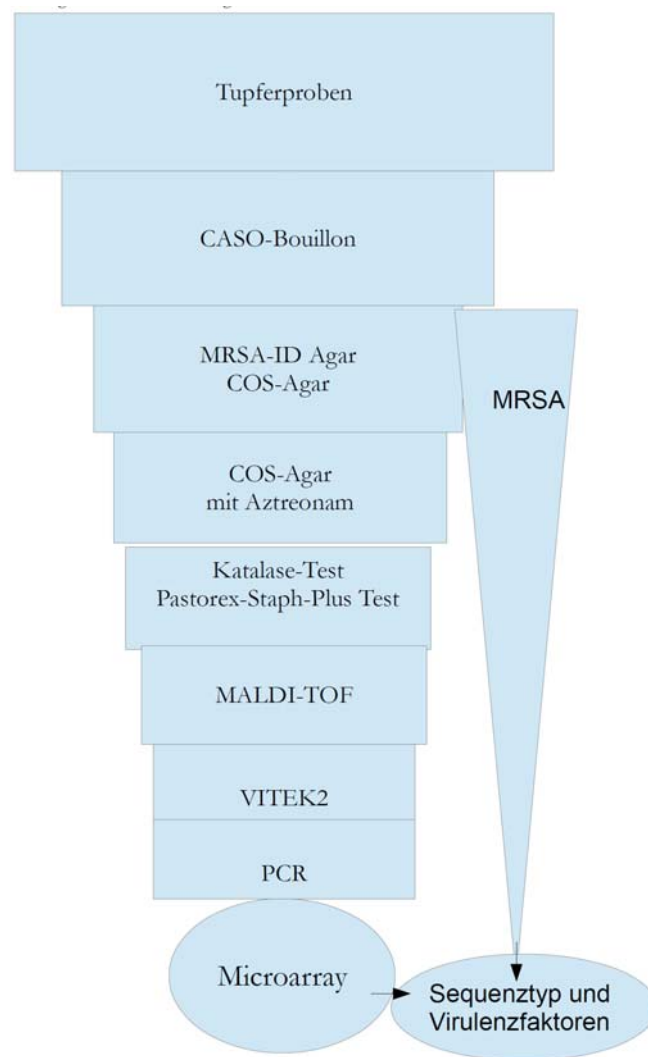 Tupferproben
CASO-Bouillon
MRSA-ID Agar
COS-Agar
MRSA
COS-Agar
mit Aztreonam
Katalase-Test
Pastorex-Staph-Plus Test
MALDI-TOF
VITEK2
PCR
Microarray
Sequenztyp und
Virulenzfaktoren